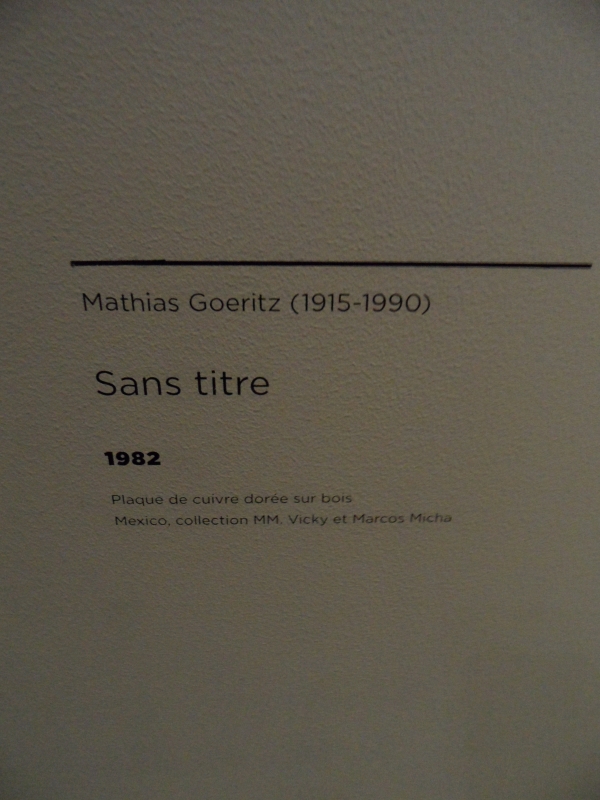 Mathias Goeritz (1915-1990)
Sans titre
1982
Plaque de cuivre dorée sur bois
Mexico, collection MM. Vicky et Marcos Micha